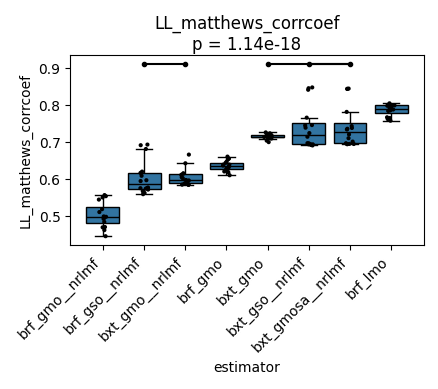 LL_matthews_corrcoef
p = 1.14e-18
LL_matthews_corrcoef
0.9
0.8
0.7
0.6
0.5
brf_gmo__nrlmf
brf_gso__nrlmf
bxt_gmo__nrlmf
brf_gmo
bxt_gmo
bxt_gso__nrlmf
bxt_gmosa__nrlmf
brf_lmo
estimator